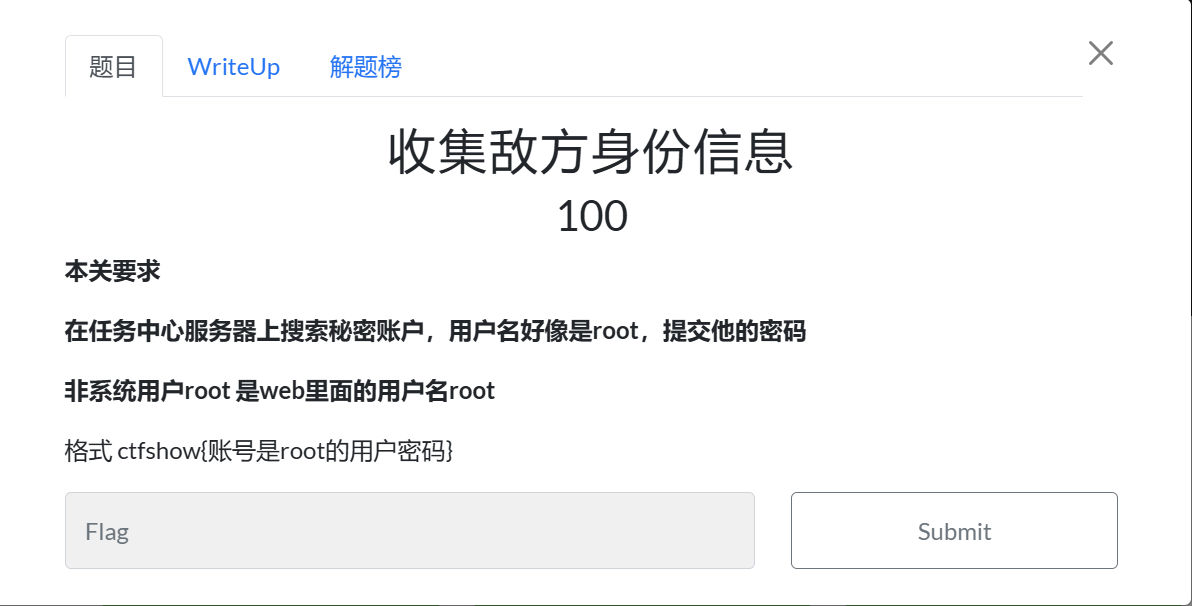 题目 WriteUp 解题榜
收集敌方身份信息
100
本关要求
在任务中心服务器上搜索秘密账户，用户名好像是root，提交他的密码
非系统用户root 是web里面的用户名root
格式 ctfshow{账号是root的用户密码}
Flag Submit